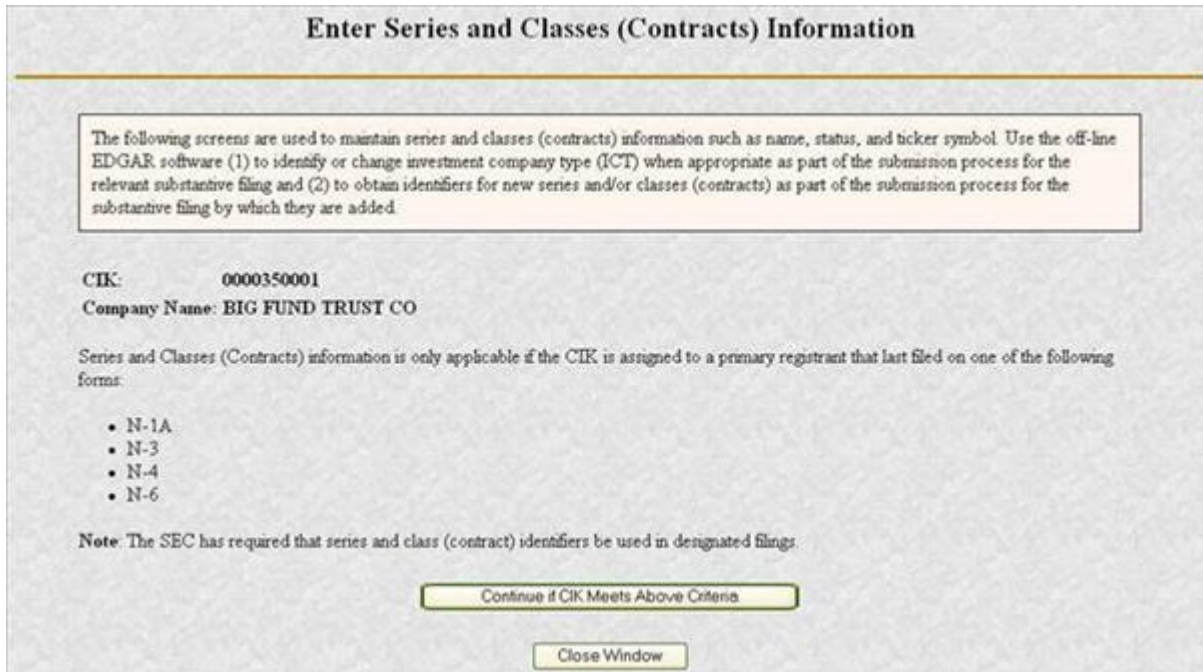 Enter Series and Classes (Contracts) Information
The following screens are used to maintain series and classes (contracts) information such as name, status, and ticker symbol. Use the off-line
EDGAR software (1) to identify or change investment company type (ICT) when appropriate as part of the submission process for the
relevant substantive filing and (2) to obtain identifiers for new series and/or classes (contracts) as part of the submission process for the
substantive filing by which they are added.
CIK: 0000350001
Company Name: BIG FUND TRUST CO
Series and Classes (Contracts) information is only applicable if the CIK is assigned to a primary registrant that last filed on one of the following
forms:
• N-1A
• N-3
• N-4
• N-6
Note: The SEC has required that series and class (contract) identifiers be used in designated filings.
Continue if CIK Meets Above Criteria
Close Window